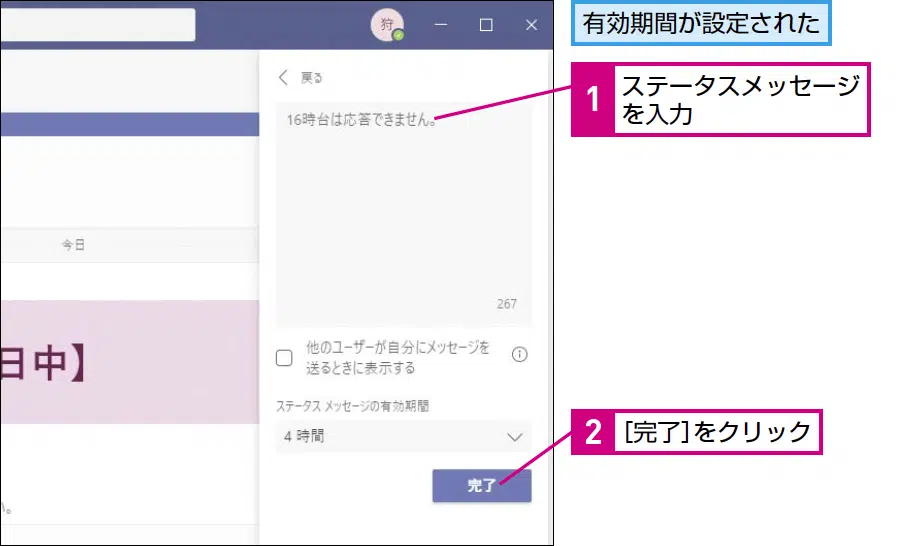 狩
有効期間が設定された
戻る
1
ステータスメッセージ
を入力
16時台は応答できません。
今日
267
日中】
他のユーザーが自分にメッセージを
送るときに表示する
ステータス メッセージの有効期間
4 時間
2
[完了]をクリック
完了
い。